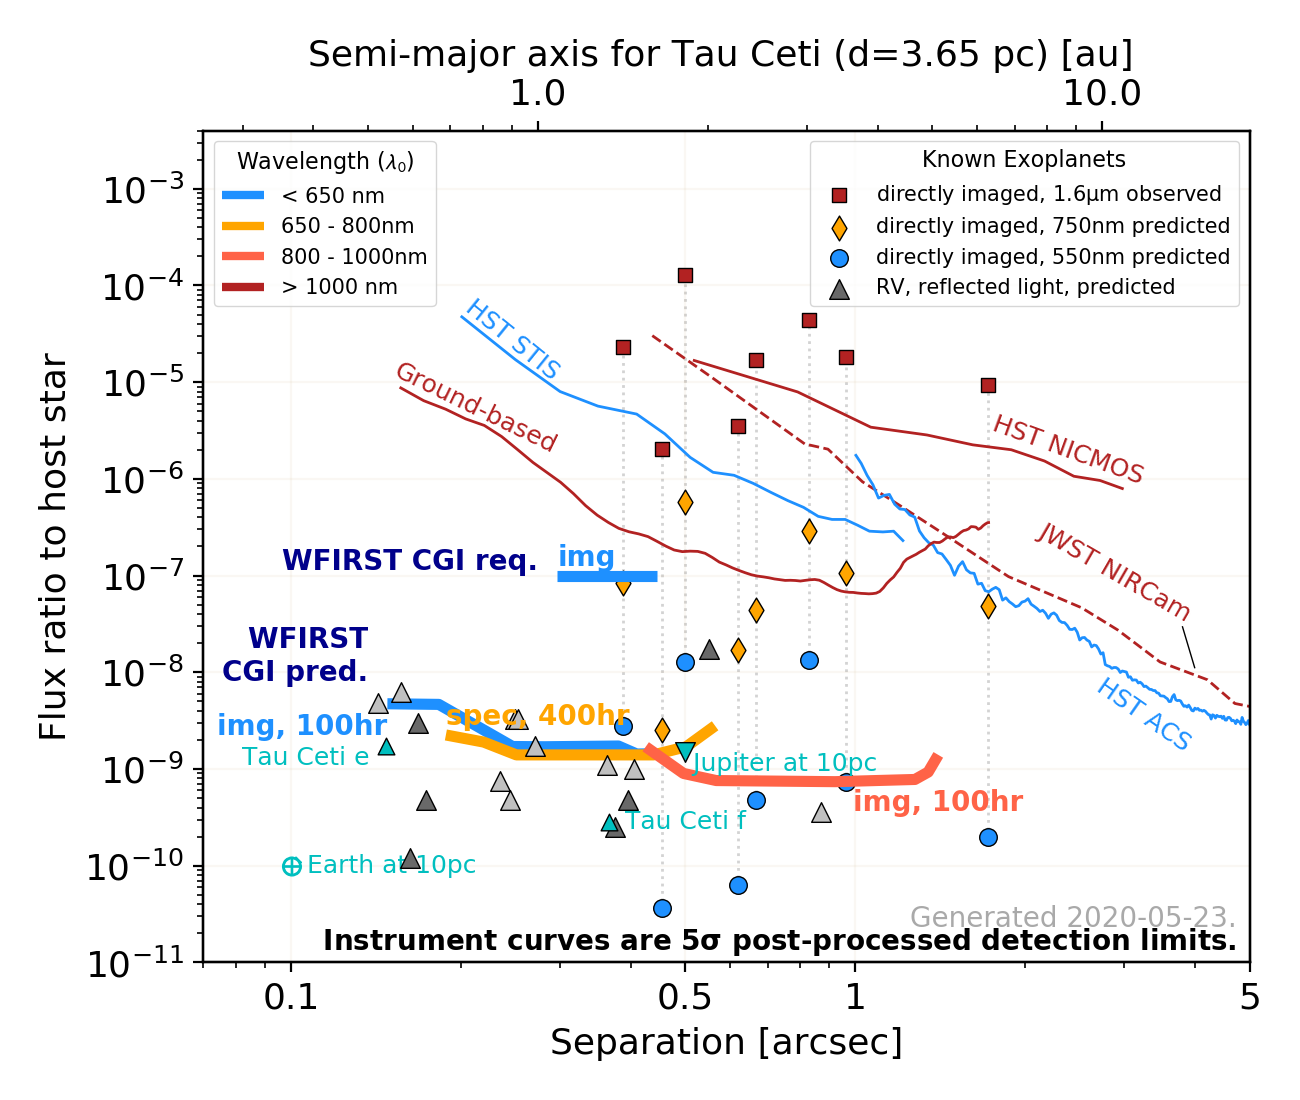 Semi-major axis for Tau Ceti (d=3.65 pc) [au]
1.0 10.0
Wavelength (λ₀)
< 650 nm
650 - 800nm
800 - 1000nm
> 1000 nm
Known Exoplanets
directly imaged, 1.6μm observed
directly imaged, 750nm predicted
directly imaged, 550nm predicted
RV, reflected light, predicted
Flux ratio to host star
10⁻³
10⁻⁴
10⁻⁵
10⁻⁶
10⁻⁷
10⁻⁸
10⁻⁹
10⁻¹⁰
10⁻¹¹
HST STIS
Ground-based
HST NICMOS
JWST NIRCam
HST ACS
WFIRST CGI req.
img
WFIRST
CGI pred.
img, 100hr
spec, 400hr
Tau Ceti e
Jupiter at 10pc
img, 100hr
Tau Ceti f
Earth at 10pc
Generated 2020-05-23.
Instrument curves are 5σ post-processed detection limits.
0.1 0.5 1 5
Separation [arcsec]